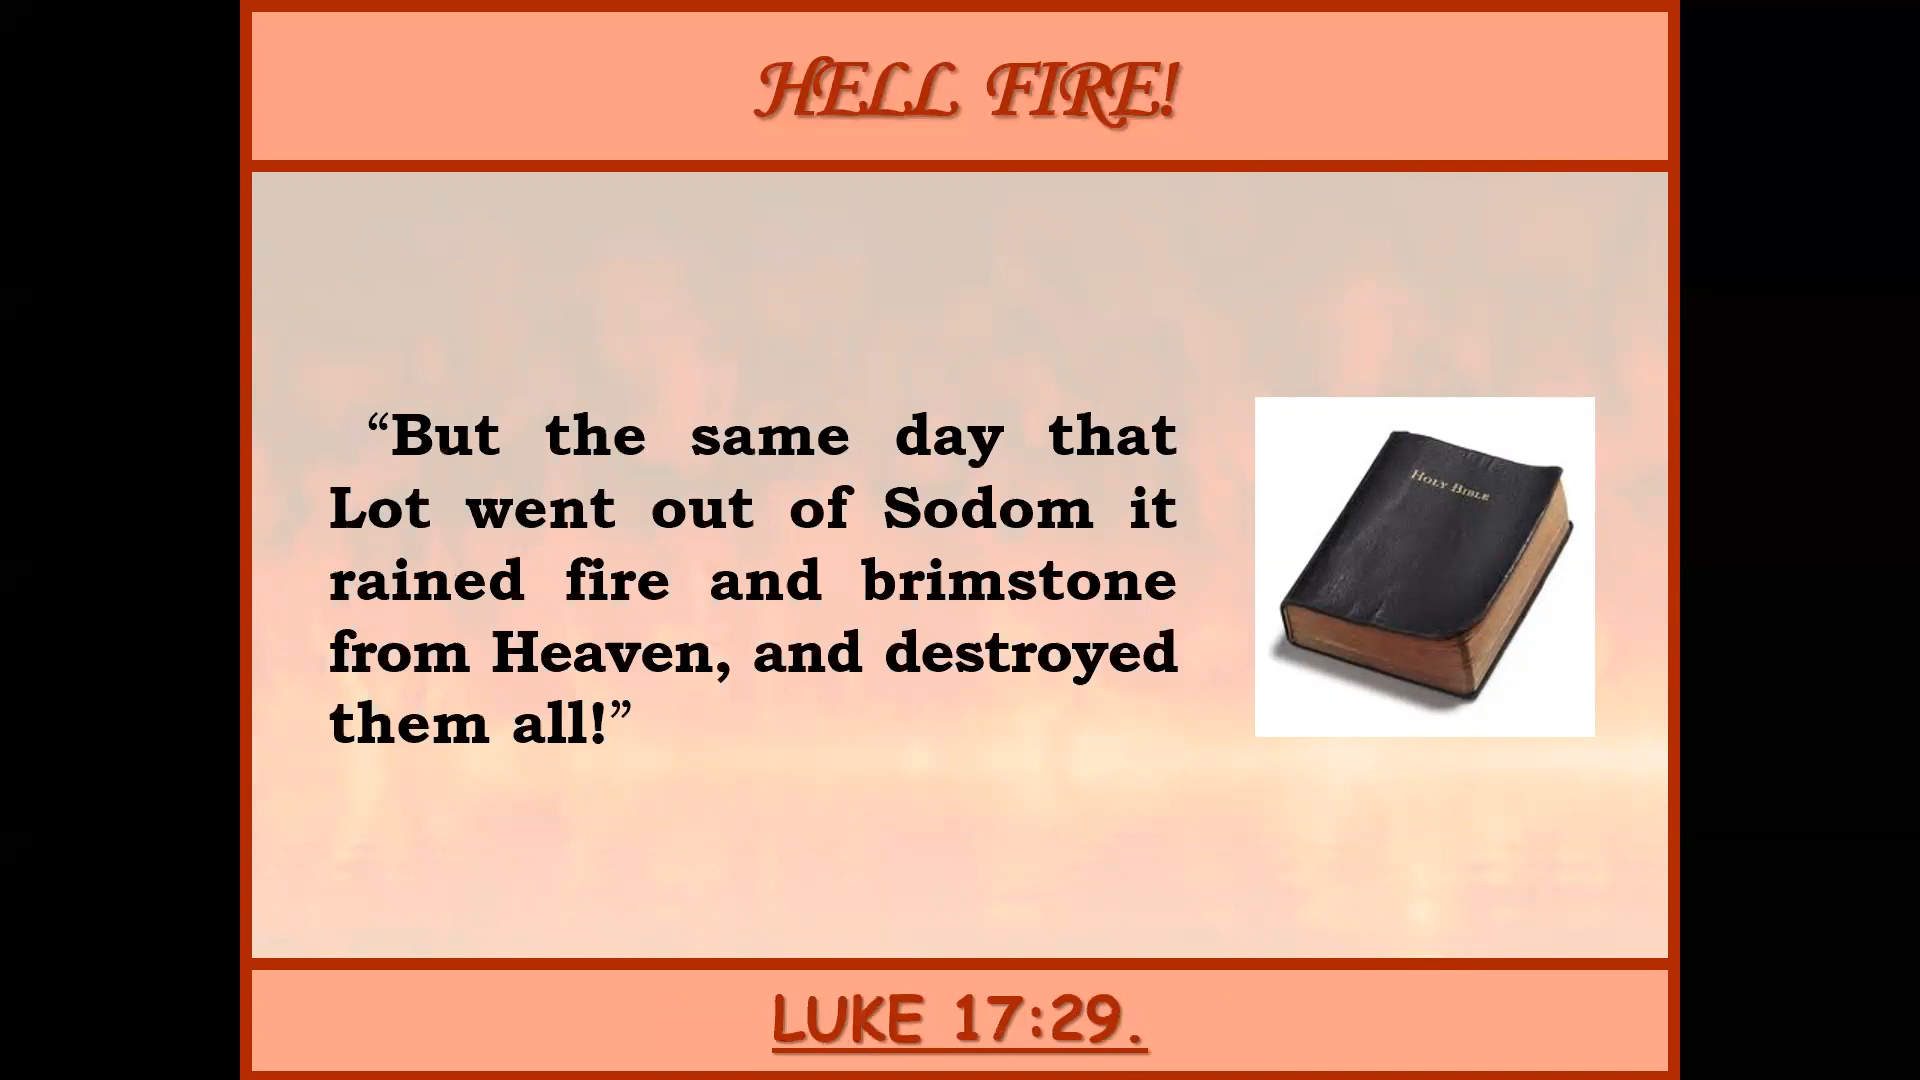 HELL FIRE!
“But the same day that
Lot went out of Sodom it
rained fire and brimstone
from Heaven, and destroyed
them all!”
HOLY BIBLE
LUKE 17:29.